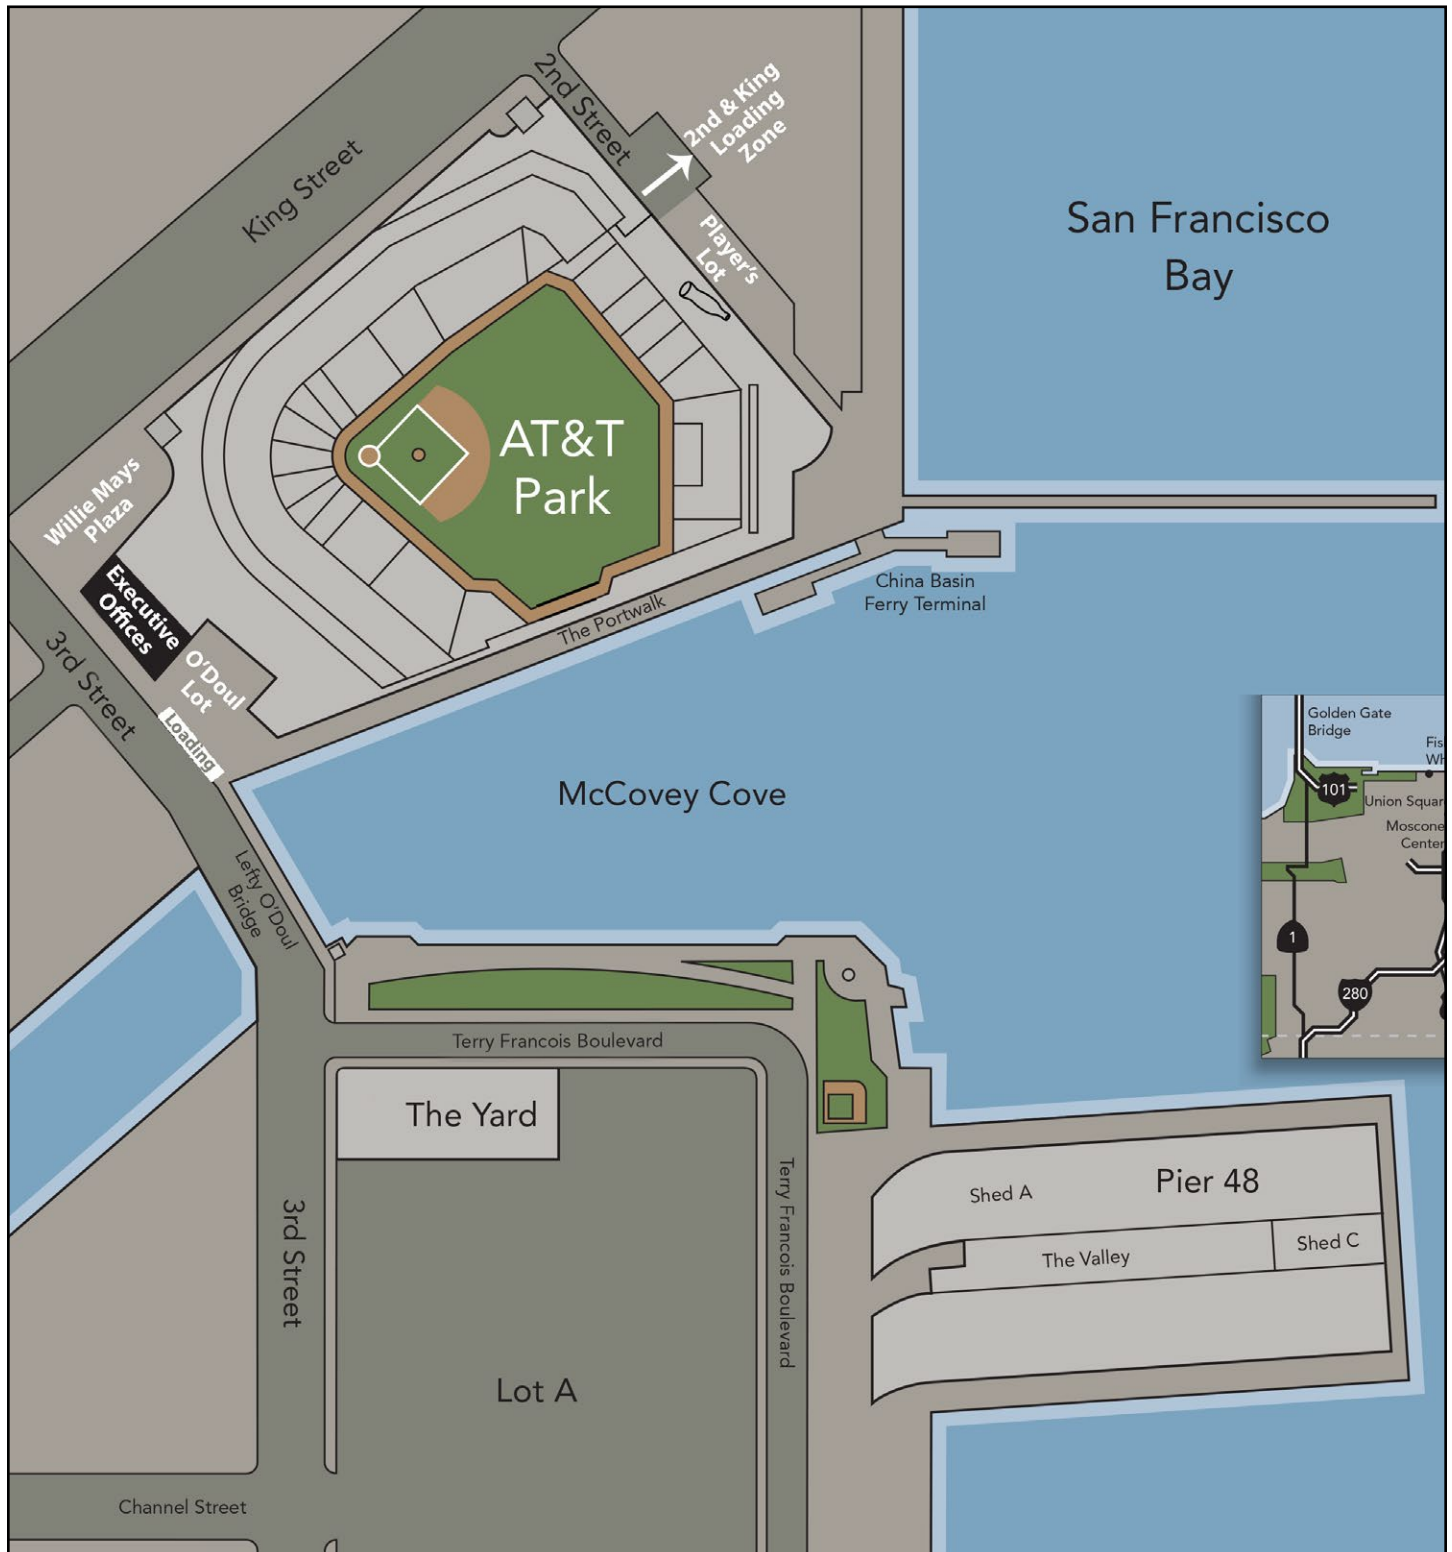 2nd Street
2nd & King
Loading
Zone
King Street
San Francisco
Bay
Player's
Lot
AT&T
Park
Willie Mays
Plaza
Executive
Offices
O'Doul
Lot
Loading
3rd Street
The Portwalk
China Basin
Ferry Terminal
McCovey Cove
Golden Gate
Bridge
101
Union Squar
Moscone
Center
1
280
Lefty O'Doul
Bridge
Terry Francois Boulevard
The Yard
Terry Francois Boulevard
3rd Street
Pier 48
Shed A
The Valley
Shed C
Lot A
Channel Street